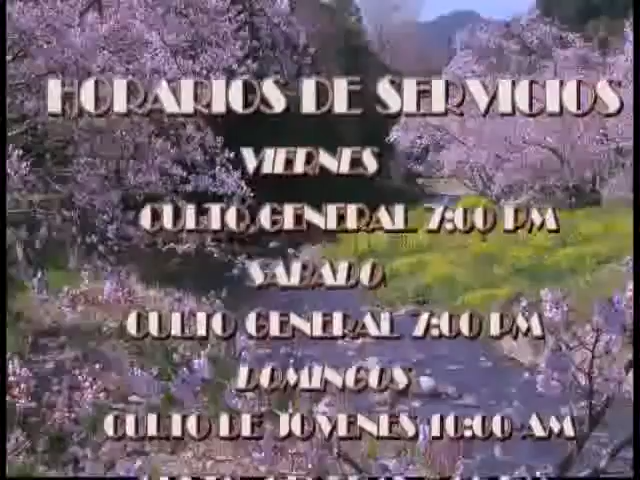 HORARIOS DE SERVICIOS
VIERNES
CULTO GENERAL 7:00 PM
SABADO
CULTO GENERAL 7:00 PM
DOMINGOS
CULTO DE JOVENES 10:00 AM